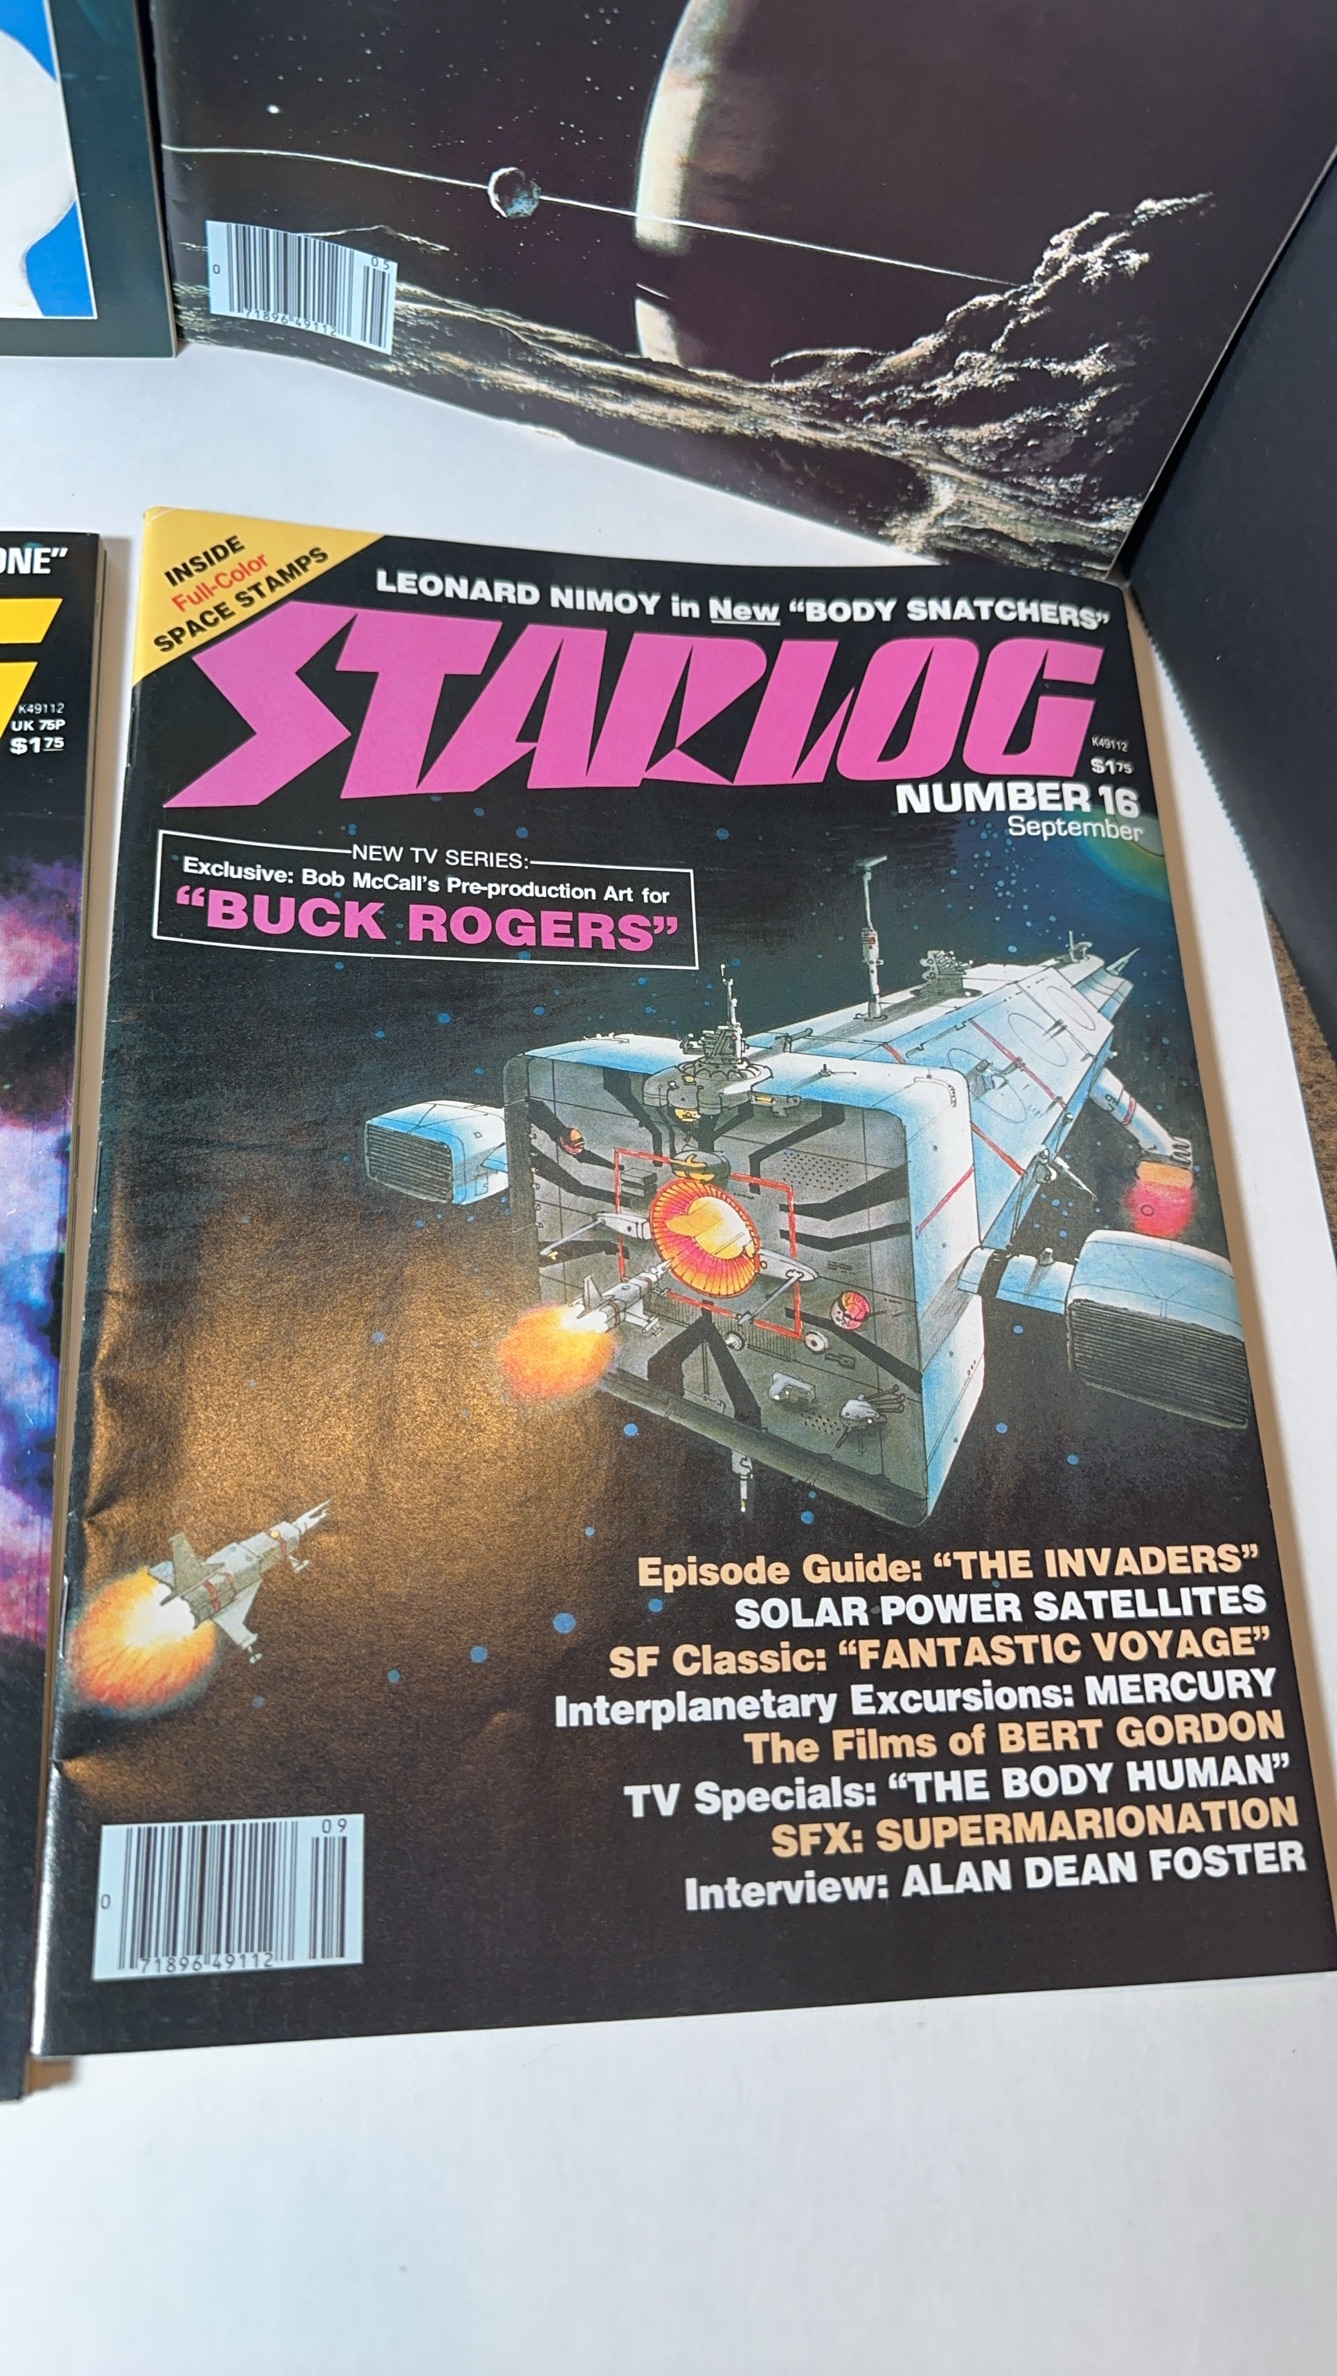 0
05
71896 49112
ONE”
G
K49112
UK 75P
$1.75
INSIDE
Full-Color
SPACE STAMPS
LEONARD NIMOY in New “BODY SNATCHERS”
STARLOG
K49112
$1.75
NUMBER 16
September
NEW TV SERIES:
Exclusive: Bob McCall’s Pre-production Art for
“BUCK ROGERS”
Episode Guide: “THE INVADERS”
SOLAR POWER SATELLITES
SF Classic: “FANTASTIC VOYAGE”
Interplanetary Excursions: MERCURY
The Films of BERT GORDON
TV Specials: “THE BODY HUMAN”
SFX: SUPERMARIONATION
Interview: ALAN DEAN FOSTER
09
0
71896 49112